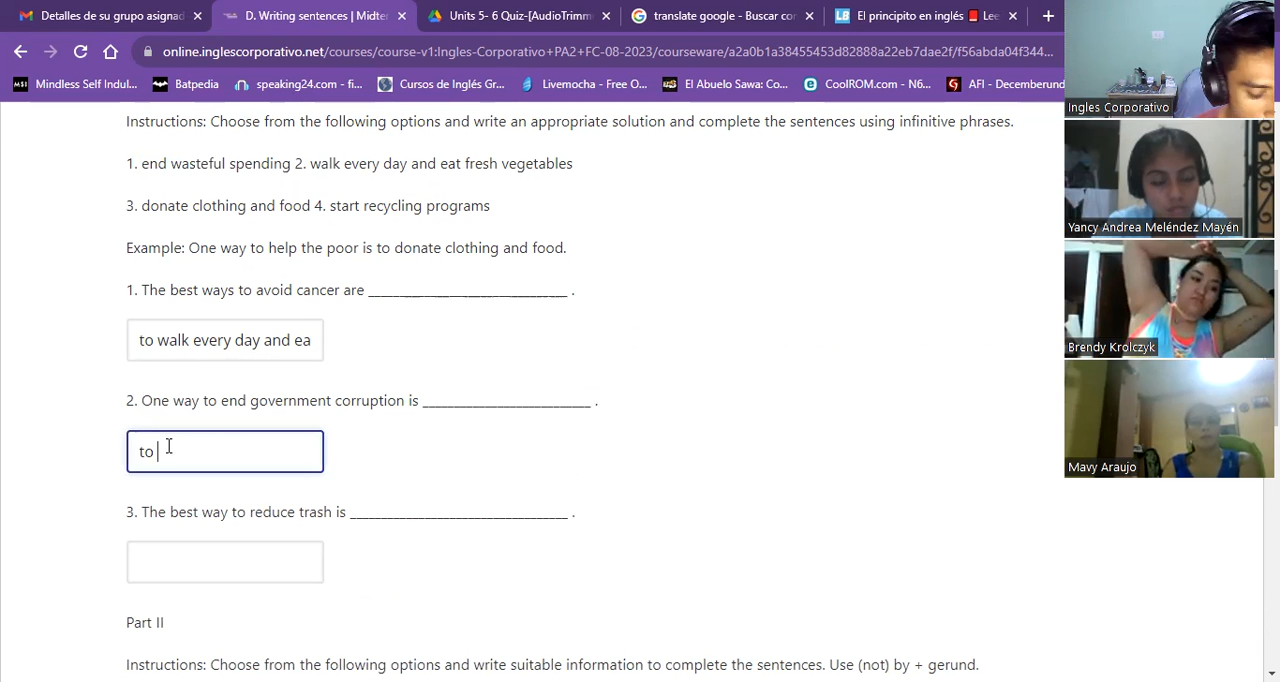 Detalles de su grupo asignad
D. Writing sentences | Midte
Units 5- 6 Quiz-[AudioTrimm
translate google - Buscar co
El principito en inglés 📕 Lee
online.inglescorporativo.net/courses/course-v1:Ingles-Corporativo+PA2+FC-08-2023/courseware/a2a0b1a38455453d82888a22eb7dae2f/f56abda04f344...
Mindless Self Indul...
Batpedia
speaking24.com - fi...
Cursos de Inglés Gr...
Livemocha - Free O...
El Abuelo Sawa: Co...
CoolROM.com - N6...
AFI - Decemberund
Instructions: Choose from the following options and write an appropriate solution and complete the sentences using infinitive phrases.
1. end wasteful spending 2. walk every day and eat fresh vegetables
3. donate clothing and food 4. start recycling programs
Example: One way to help the poor is to donate clothing and food.
1. The best ways to avoid cancer are ______________________________ .
to walk every day and ea
2. One way to end government corruption is _________________________ .
to
3. The best way to reduce trash is _________________________________ .
Part II
Instructions: Choose from the following options and write suitable information to complete the sentences. Use (not) by + gerund.
Ingles Corporativo
Yancy Andrea Meléndez Mayén
Brendy Krolczyk
Mavy Araujo